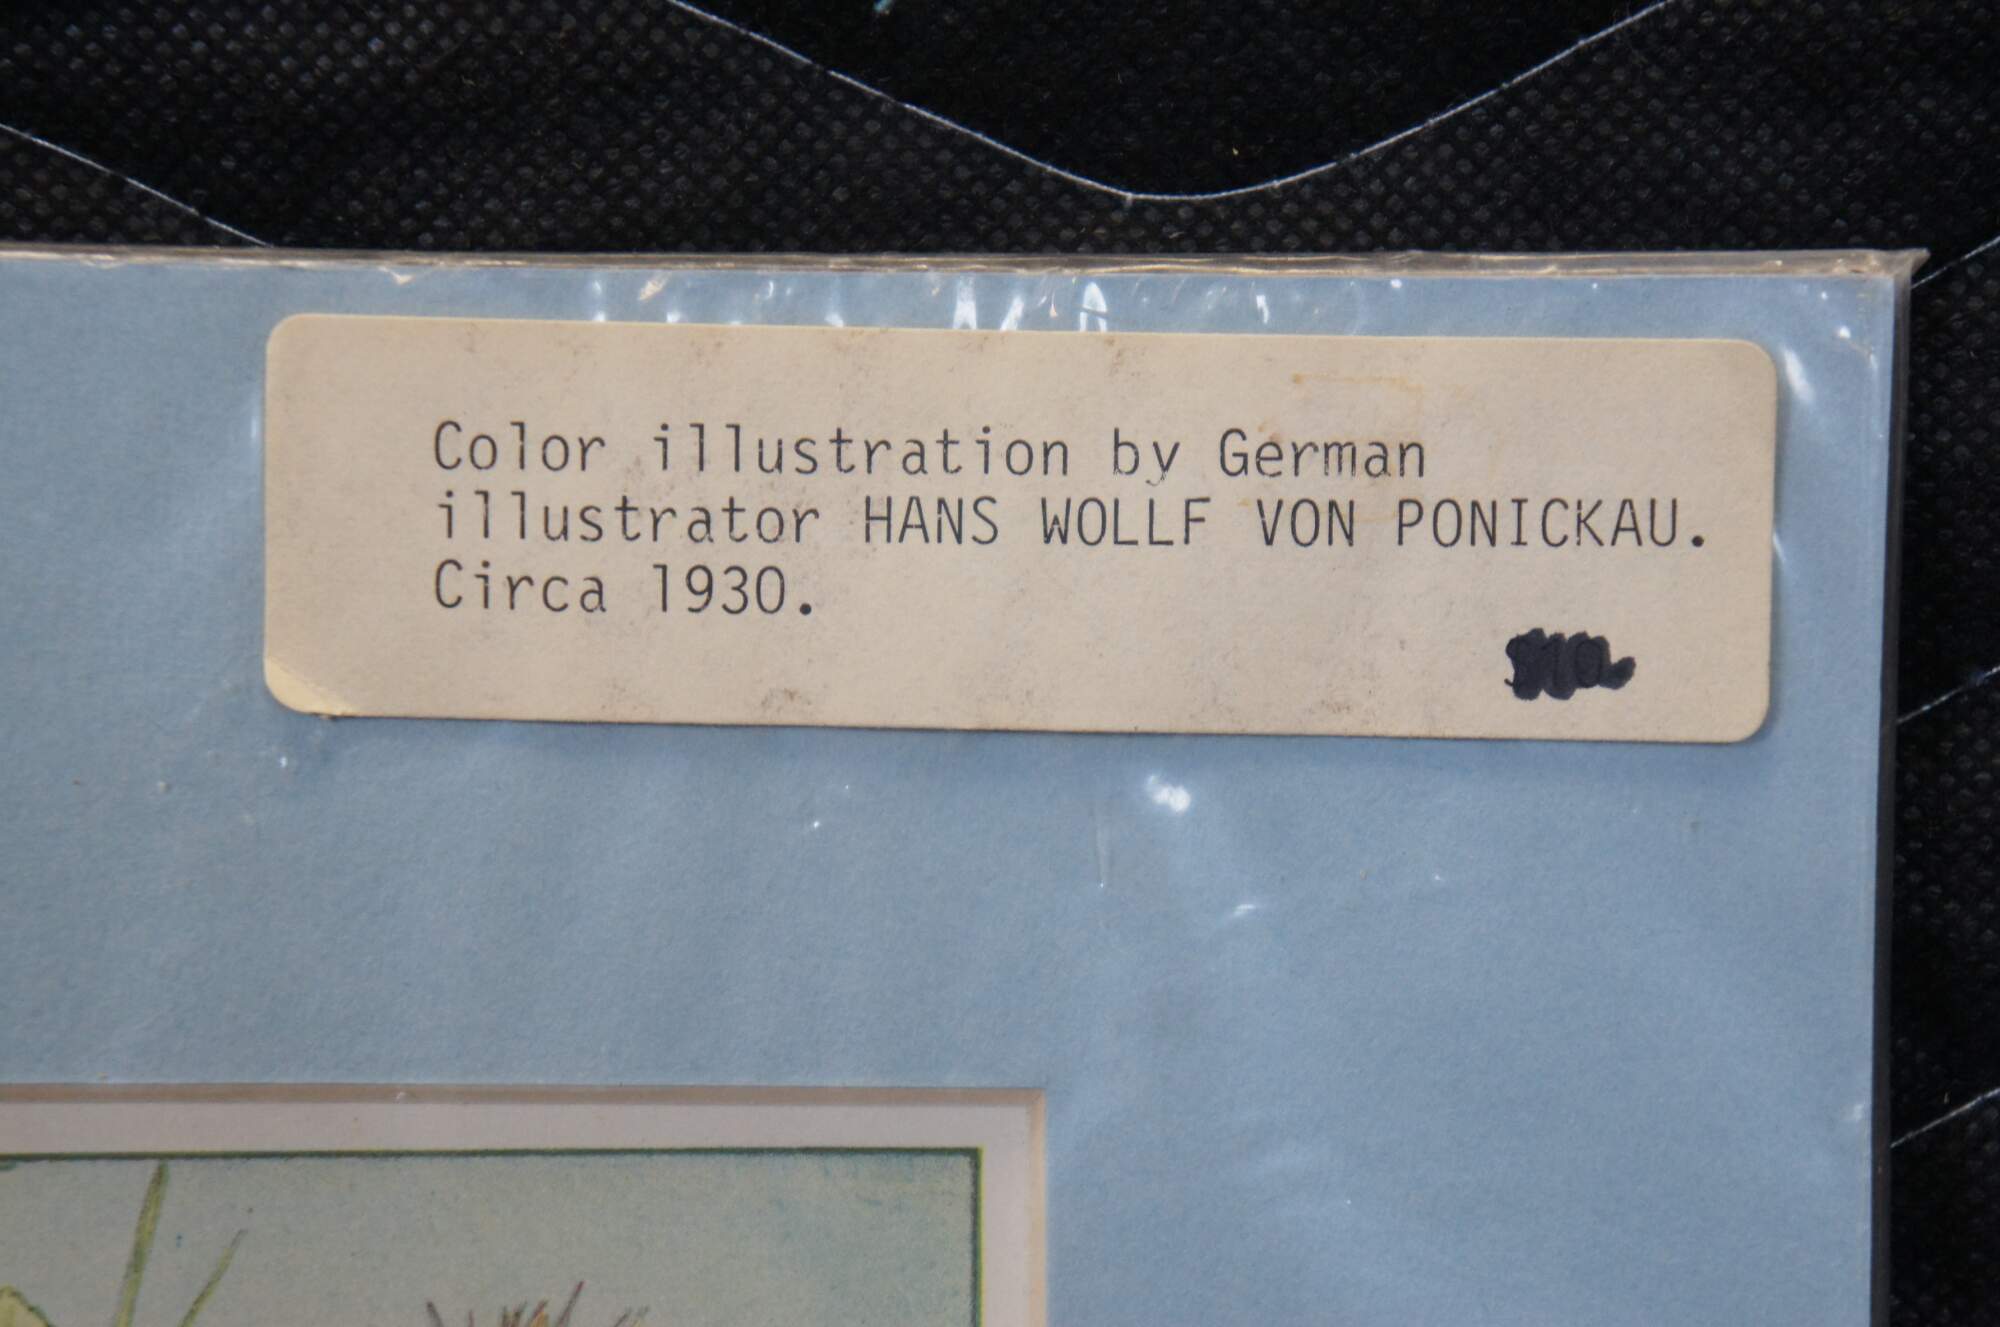 Color illustration by German
illustrator HANS WOLLF VON PONICKAU.
Circa 1930.